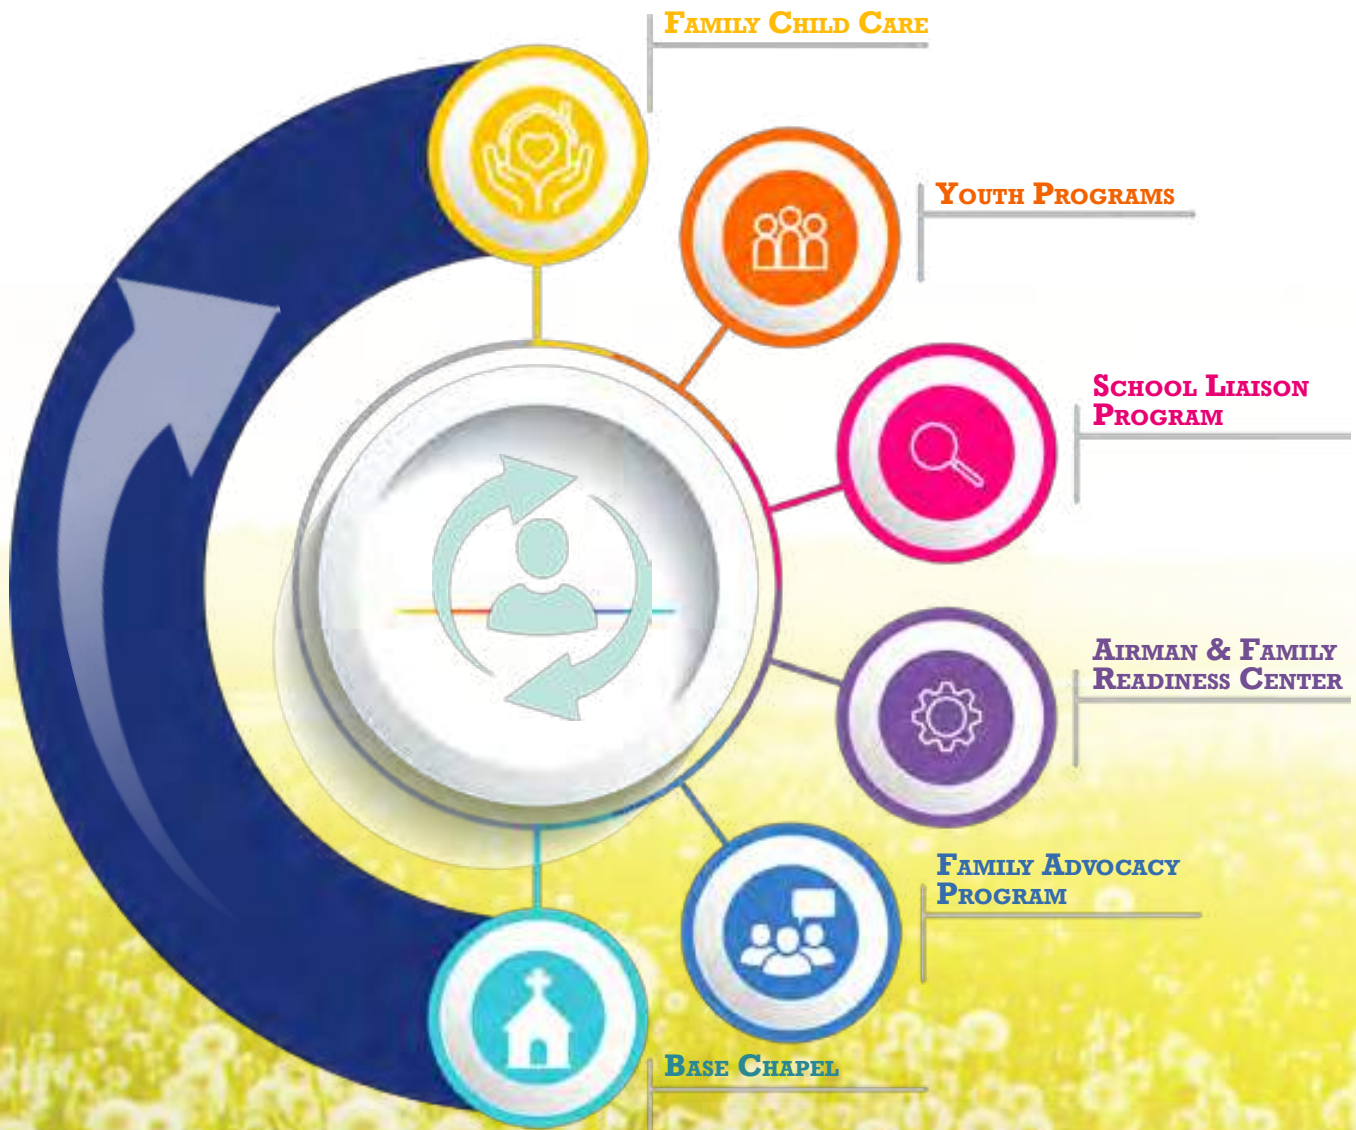 Family Child Care
Youth Programs
School Liaison
Program
Airman & Family
Readiness Center
Family Advocacy
Program
Base Chapel